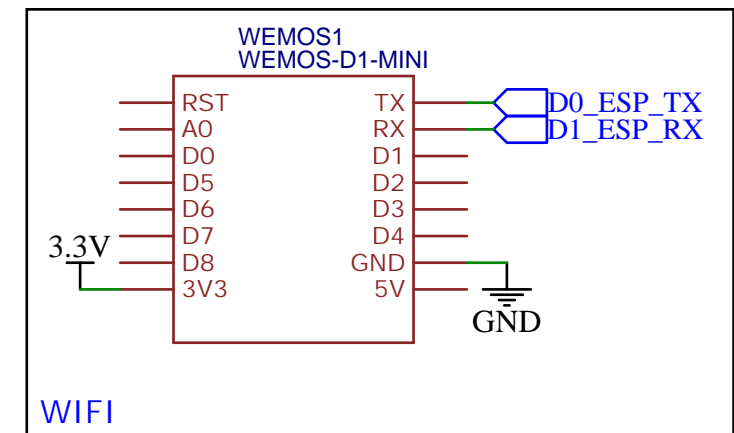 WEMOS1
WEMOS-D1-MINI
RST TX D0_ESP_TX
A0 RX D1_ESP_RX
D0 D1
D5 D2
D6 D3
D7 D4
3.3V
D8 GND
3V3 5V
GND
WIFI